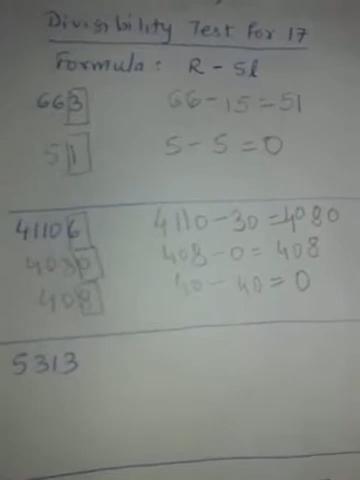 Divisibility Test For 17
Formula: R - 5l
663 66 - 15 = 51
51 5 - 5 = 0
41106 4110 - 30 = 4080
4080 408 - 0 = 408
408 40 - 40 = 0
5313